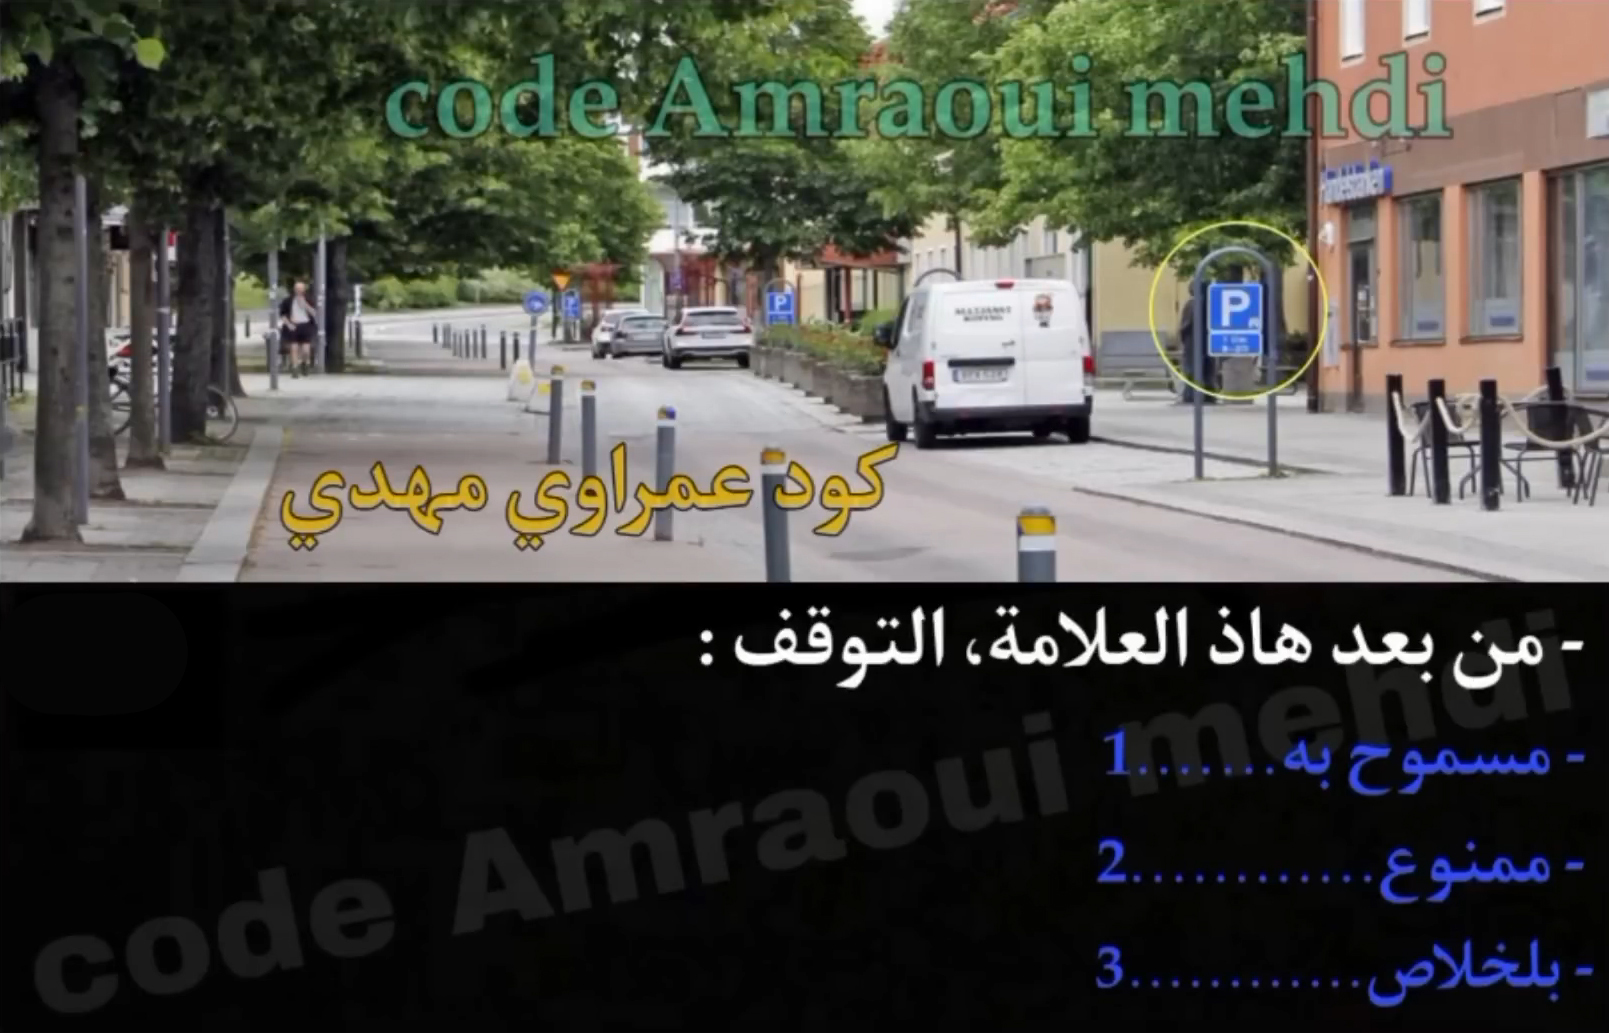 code Amraoui mehdi
P
P
كود عمراوي مهدي
- من بعد هاذ العلامة، التوقف :
- مسموح به.......1
- ممنوع............2
- بلخلاص............3
code Amraoui mehdi